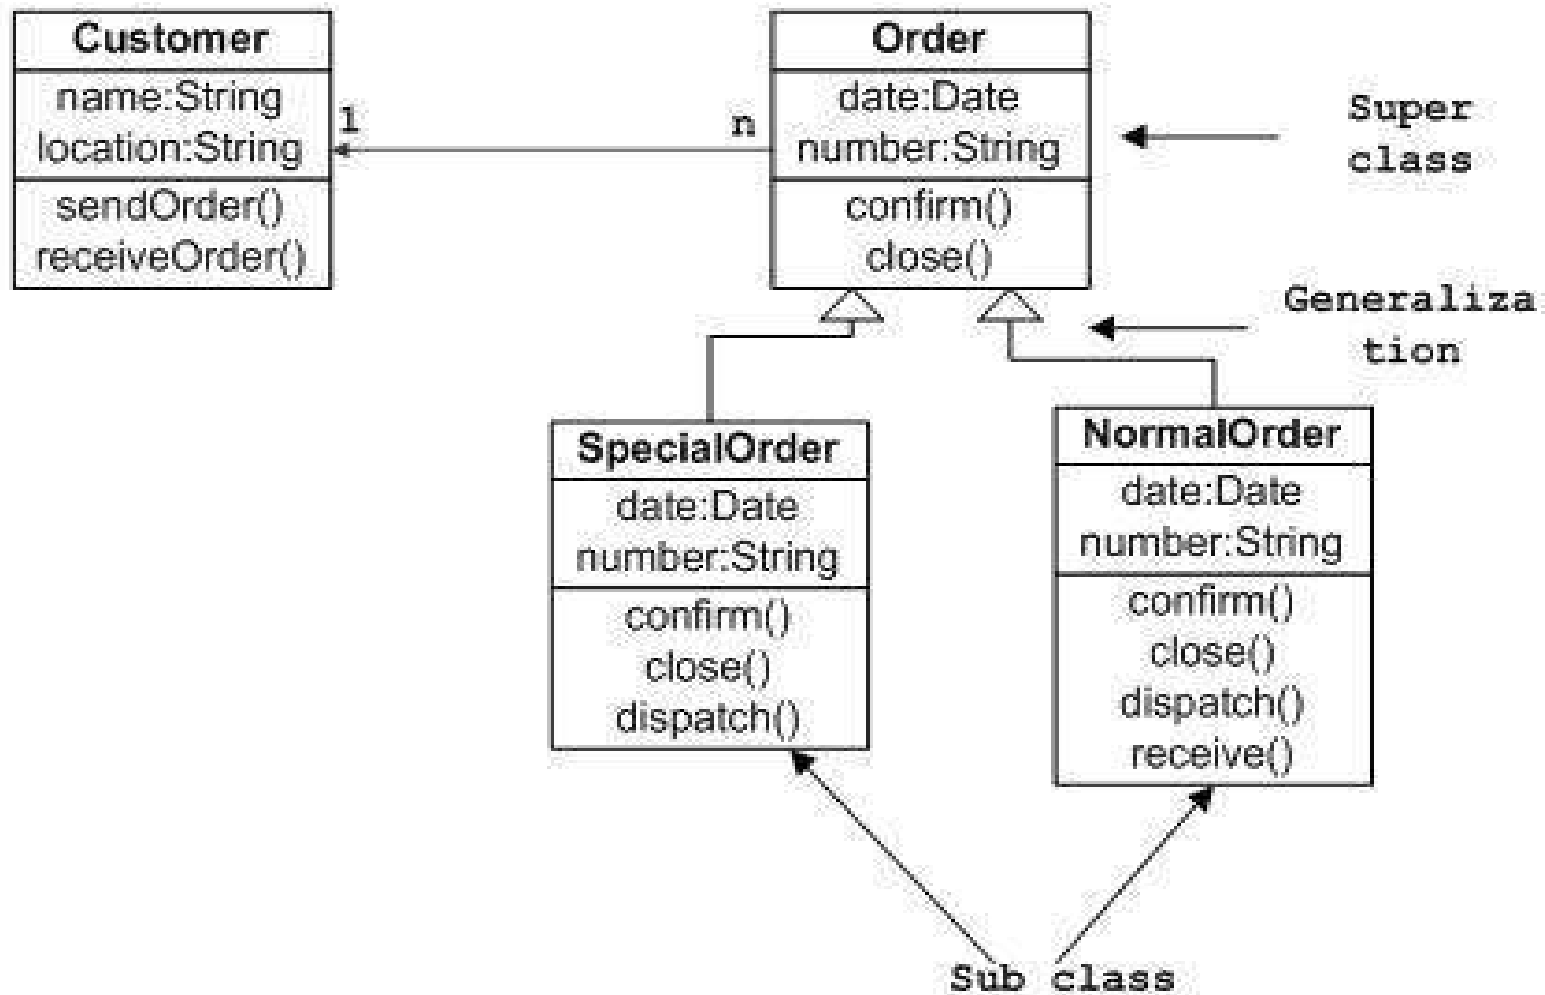 Customer
name:String
location:String
sendOrder()
receiveOrder()
1
n
Order
date:Date
number:String
confirm()
close()
Super
class
Generaliza
tion
SpecialOrder
date:Date
number:String
confirm()
close()
dispatch()
NormalOrder
date:Date
number:String
confirm()
close()
dispatch()
receive()
Sub class